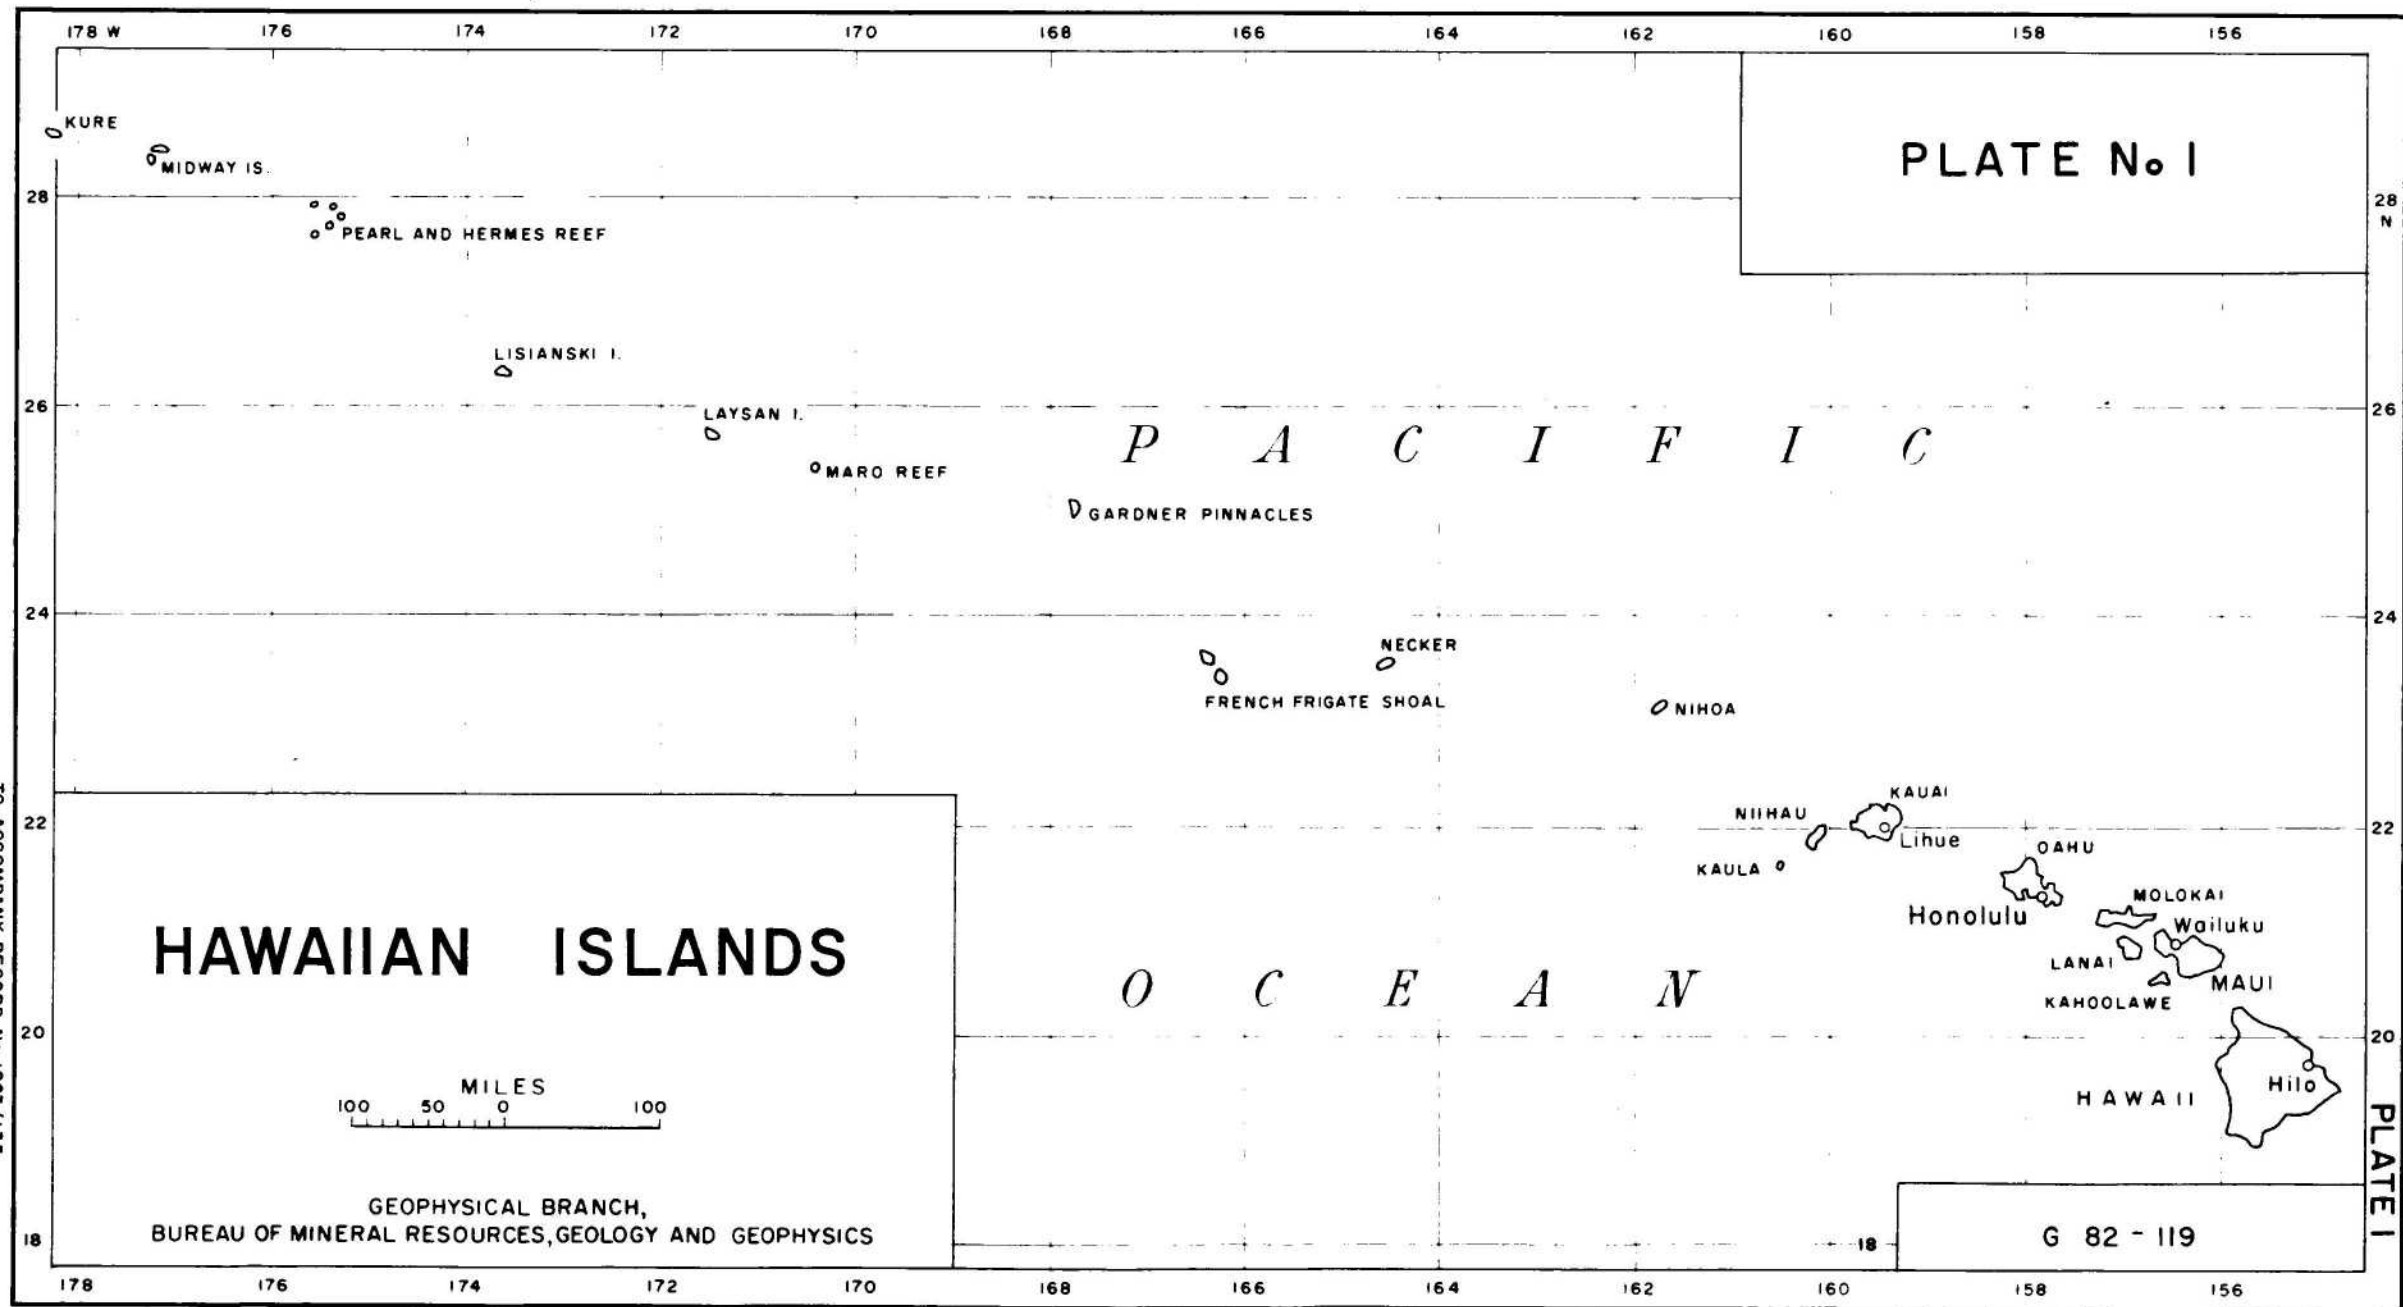 178 W 176 174 172 170 168 166 164 162 160 158 156
PLATE No 1
KURE
MIDWAY IS.
28
28
N
PEARL AND HERMES REEF
LISIANSKI I.
26
26
LAYSAN I.
P A C I F I C
MARO REEF
GARDNER PINNACLES
24
24
NECKER
FRENCH FRIGATE SHOAL
NIHOA
KAUAI
NIIHAU
22
22
Lihue
OAHU
KAULA
MOLOKAI
Honolulu
Wailuku
LANAI
MAUI
KAHOOLAWE
HAWAIIAN ISLANDS
O C E A N
20
20
Hilo
HAWAII
MILES
100 50 0 100
GEOPHYSICAL BRANCH,
BUREAU OF MINERAL RESOURCES, GEOLOGY AND GEOPHYSICS
18
18
G 82 - 119
PLATE 1
178 176 174 172 170 168 166 164 162 160 158 156